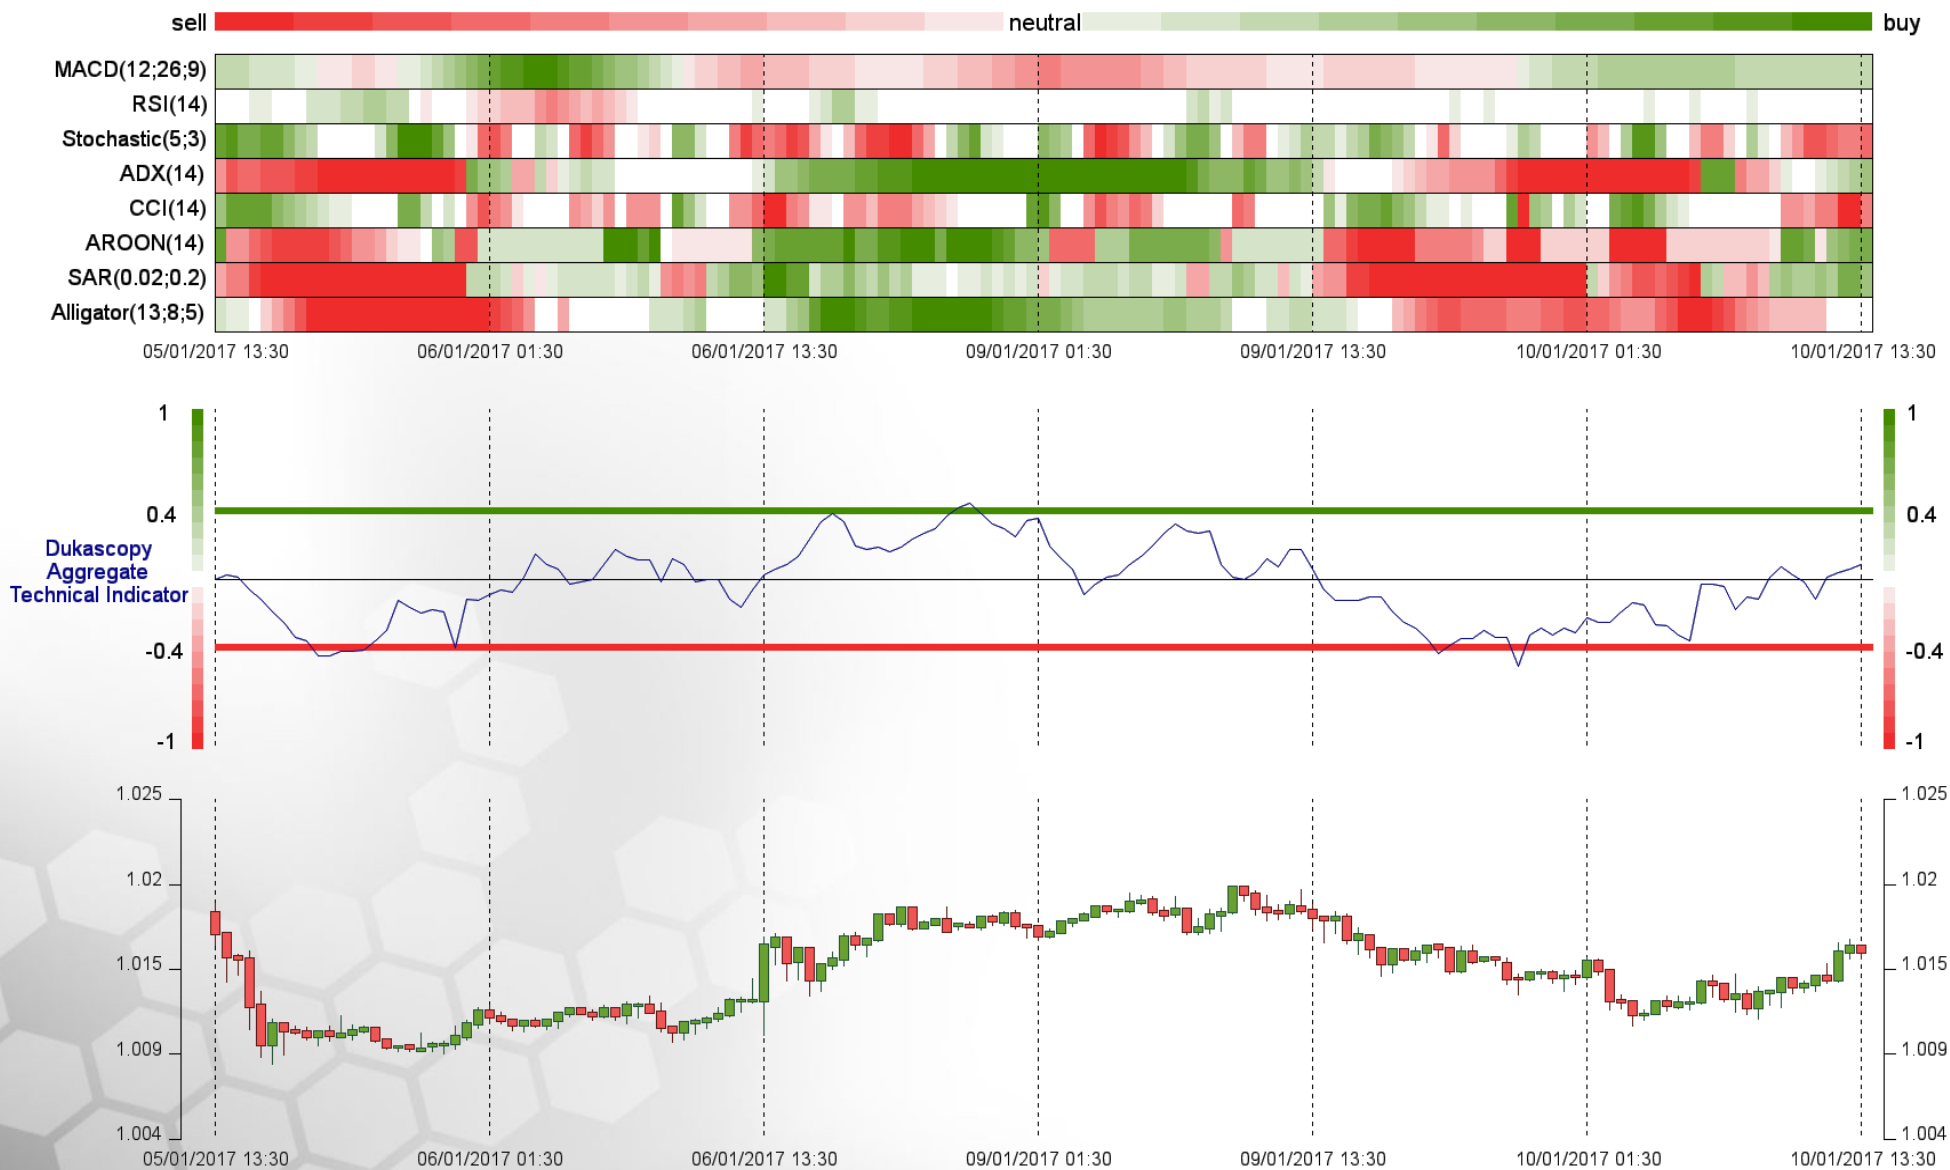 sell neutral buy
MACD(12;26;9)
RSI(14)
Stochastic(5;3)
ADX(14)
CCI(14)
AROON(14)
SAR(0.02;0.2)
Alligator(13;8;5)
05/01/2017 13:30 06/01/2017 01:30 06/01/2017 13:30 09/01/2017 01:30 09/01/2017 13:30 10/01/2017 01:30 10/01/2017 13:30
1 1
0.4 0.4
Dukascopy
Aggregate
Technical Indicator
-0.4 -0.4
-1 -1
1.025 1.025
1.02 1.02
1.015 1.015
1.009 1.009
1.004 1.004
05/01/2017 13:30 06/01/2017 01:30 06/01/2017 13:30 09/01/2017 01:30 09/01/2017 13:30 10/01/2017 01:30 10/01/2017 13:30